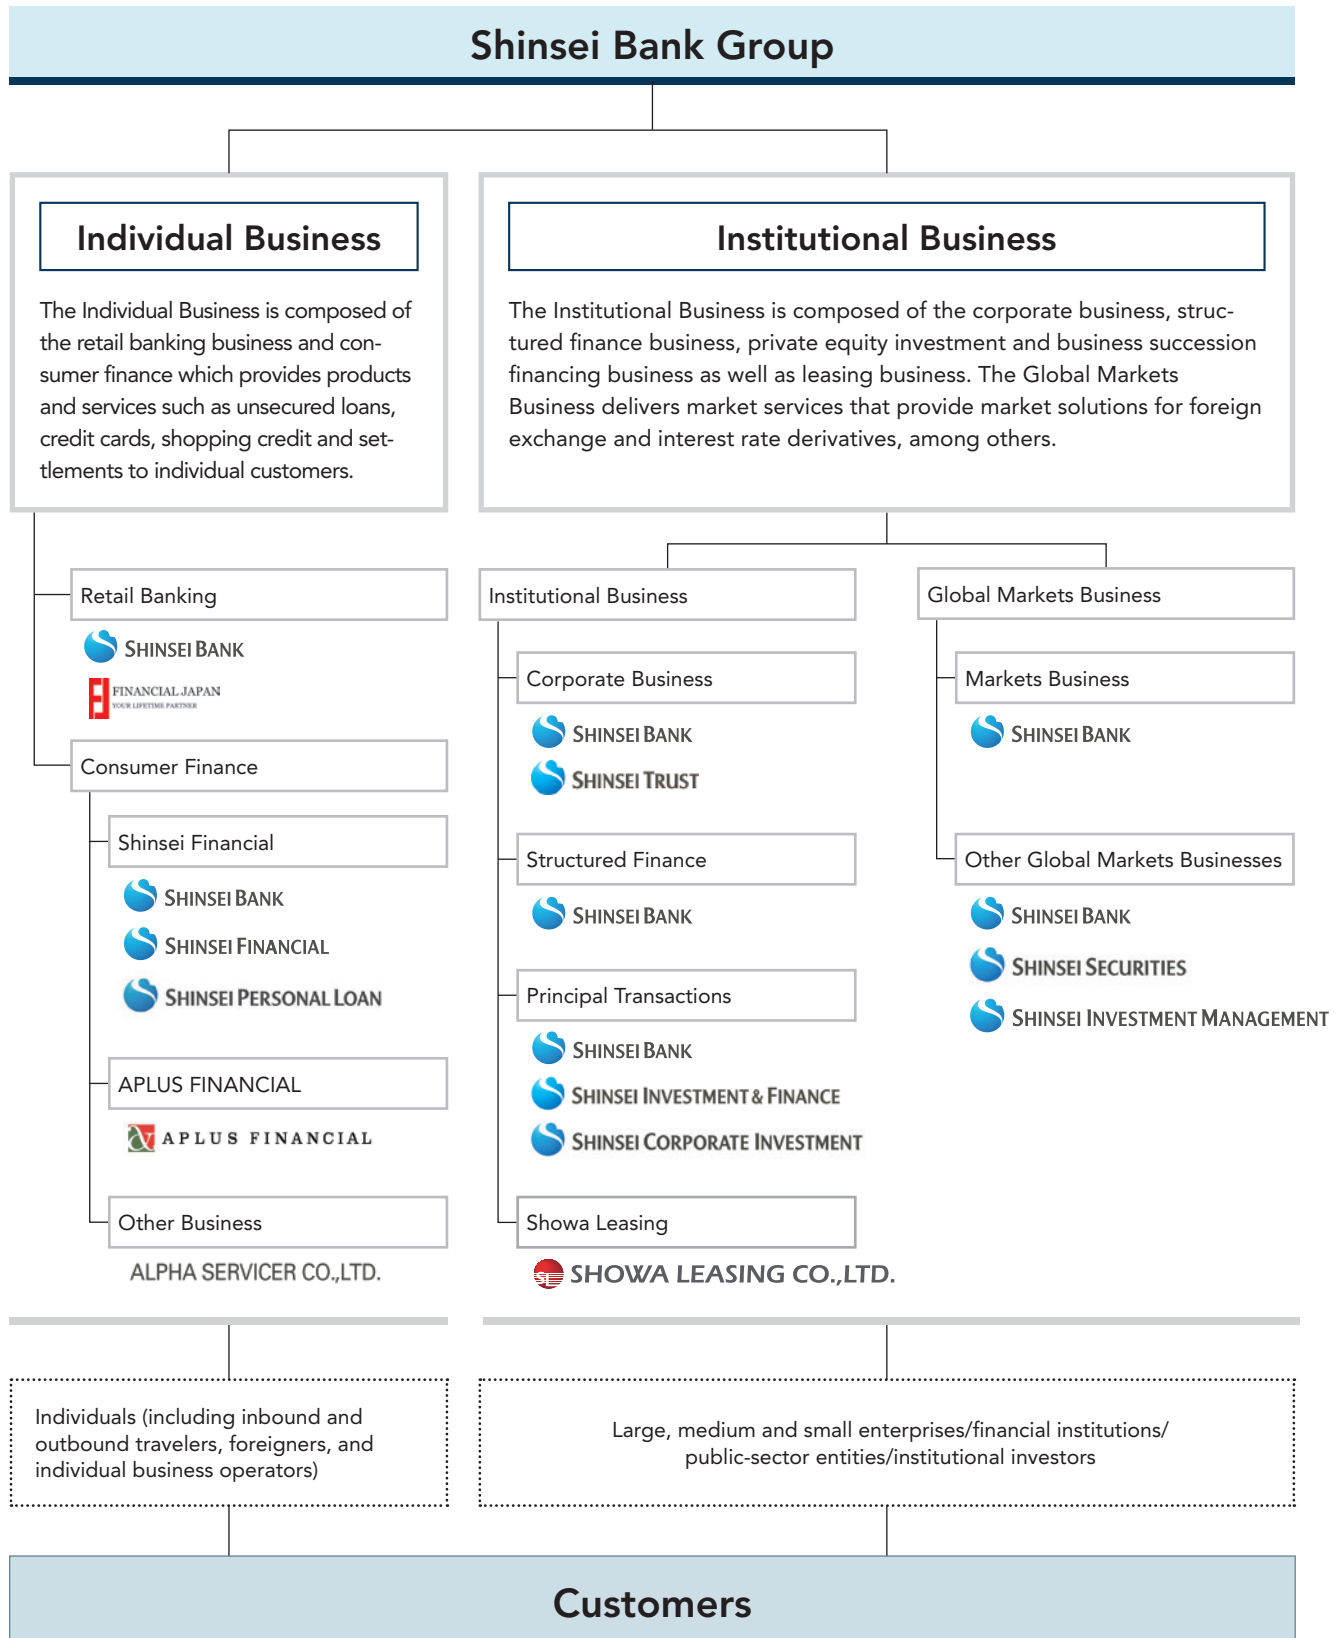 Shinsei Bank Group
Individual Business
The Individual Business is composed of
the retail banking business and con-
sumer finance which provides products
and services such as unsecured loans,
credit cards, shopping credit and set-
tlements to individual customers.
Institutional Business
The Institutional Business is composed of the corporate business, struc-
tured finance business, private equity investment and business succession
financing business as well as leasing business. The Global Markets
Business delivers market services that provide market solutions for foreign
exchange and interest rate derivatives, among others.
Retail Banking
SHINSEI BANK
FINANCIAL JAPAN
YOUR LIFETIME PARTNER
Consumer Finance
Shinsei Financial
SHINSEI BANK
SHINSEI FINANCIAL
SHINSEI PERSONAL LOAN
APLUS FINANCIAL
APLUS FINANCIAL
Other Business
ALPHA SERVICER CO.,LTD.
Institutional Business
Corporate Business
SHINSEI BANK
SHINSEI TRUST
Structured Finance
SHINSEI BANK
Principal Transactions
SHINSEI BANK
SHINSEI INVESTMENT & FINANCE
SHINSEI CORPORATE INVESTMENT
Showa Leasing
SL SHOWA LEASING CO.,LTD.
Global Markets Business
Markets Business
SHINSEI BANK
Other Global Markets Businesses
SHINSEI BANK
SHINSEI SECURITIES
SHINSEI INVESTMENT MANAGEMENT
Individuals (including inbound and
outbound travelers, foreigners, and
individual business operators)
Large, medium and small enterprises/financial institutions/
public-sector entities/institutional investors
Customers